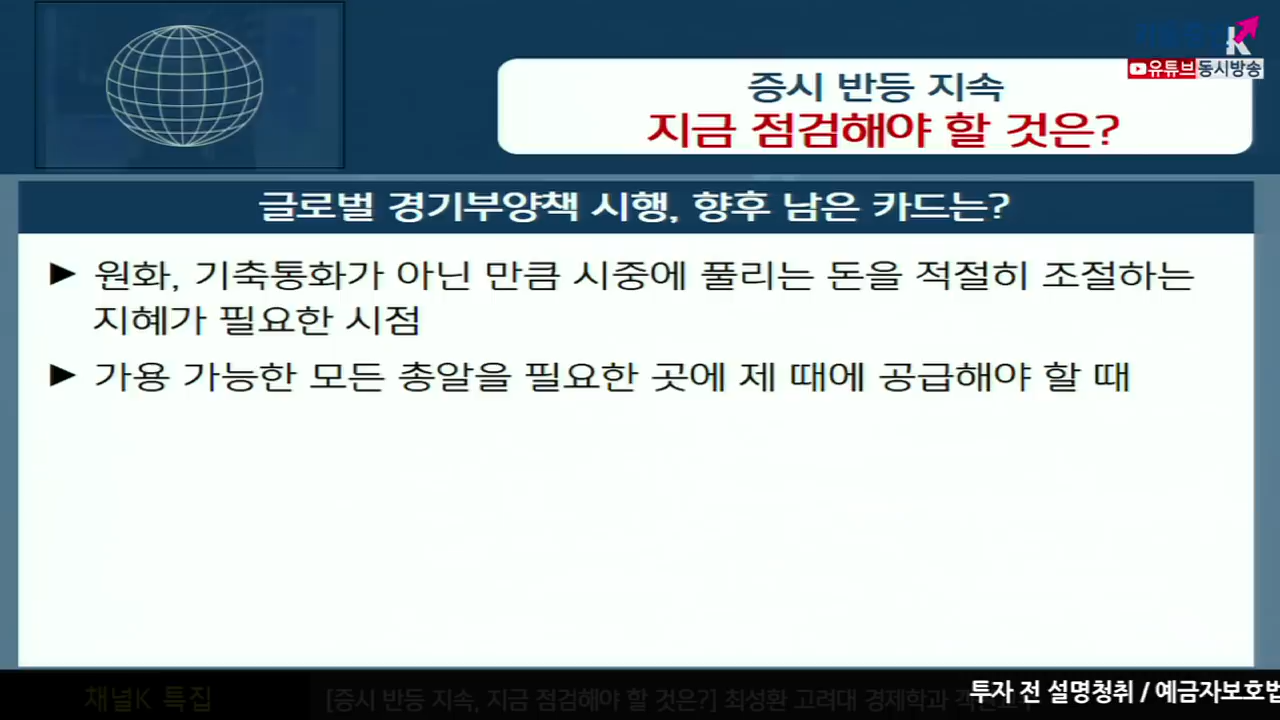 증시 반등 지속
지금 점검해야 할 것은?
K
유튜브 동시방송
글로벌 경기부양책 시행, 향후 남은 카드는?
▶ 원화, 기축통화가 아닌 만큼 시중에 풀리는 돈을 적절히 조절하는
지혜가 필요한 시점
▶ 가용 가능한 모든 총알을 필요한 곳에 제 때에 공급해야 할 때
채널K 특집
[증시 반등 지속, 지금 점검해야 할 것은?] 최성환 고려대 경제학과
투자 전 설명청취 / 예금자보호법